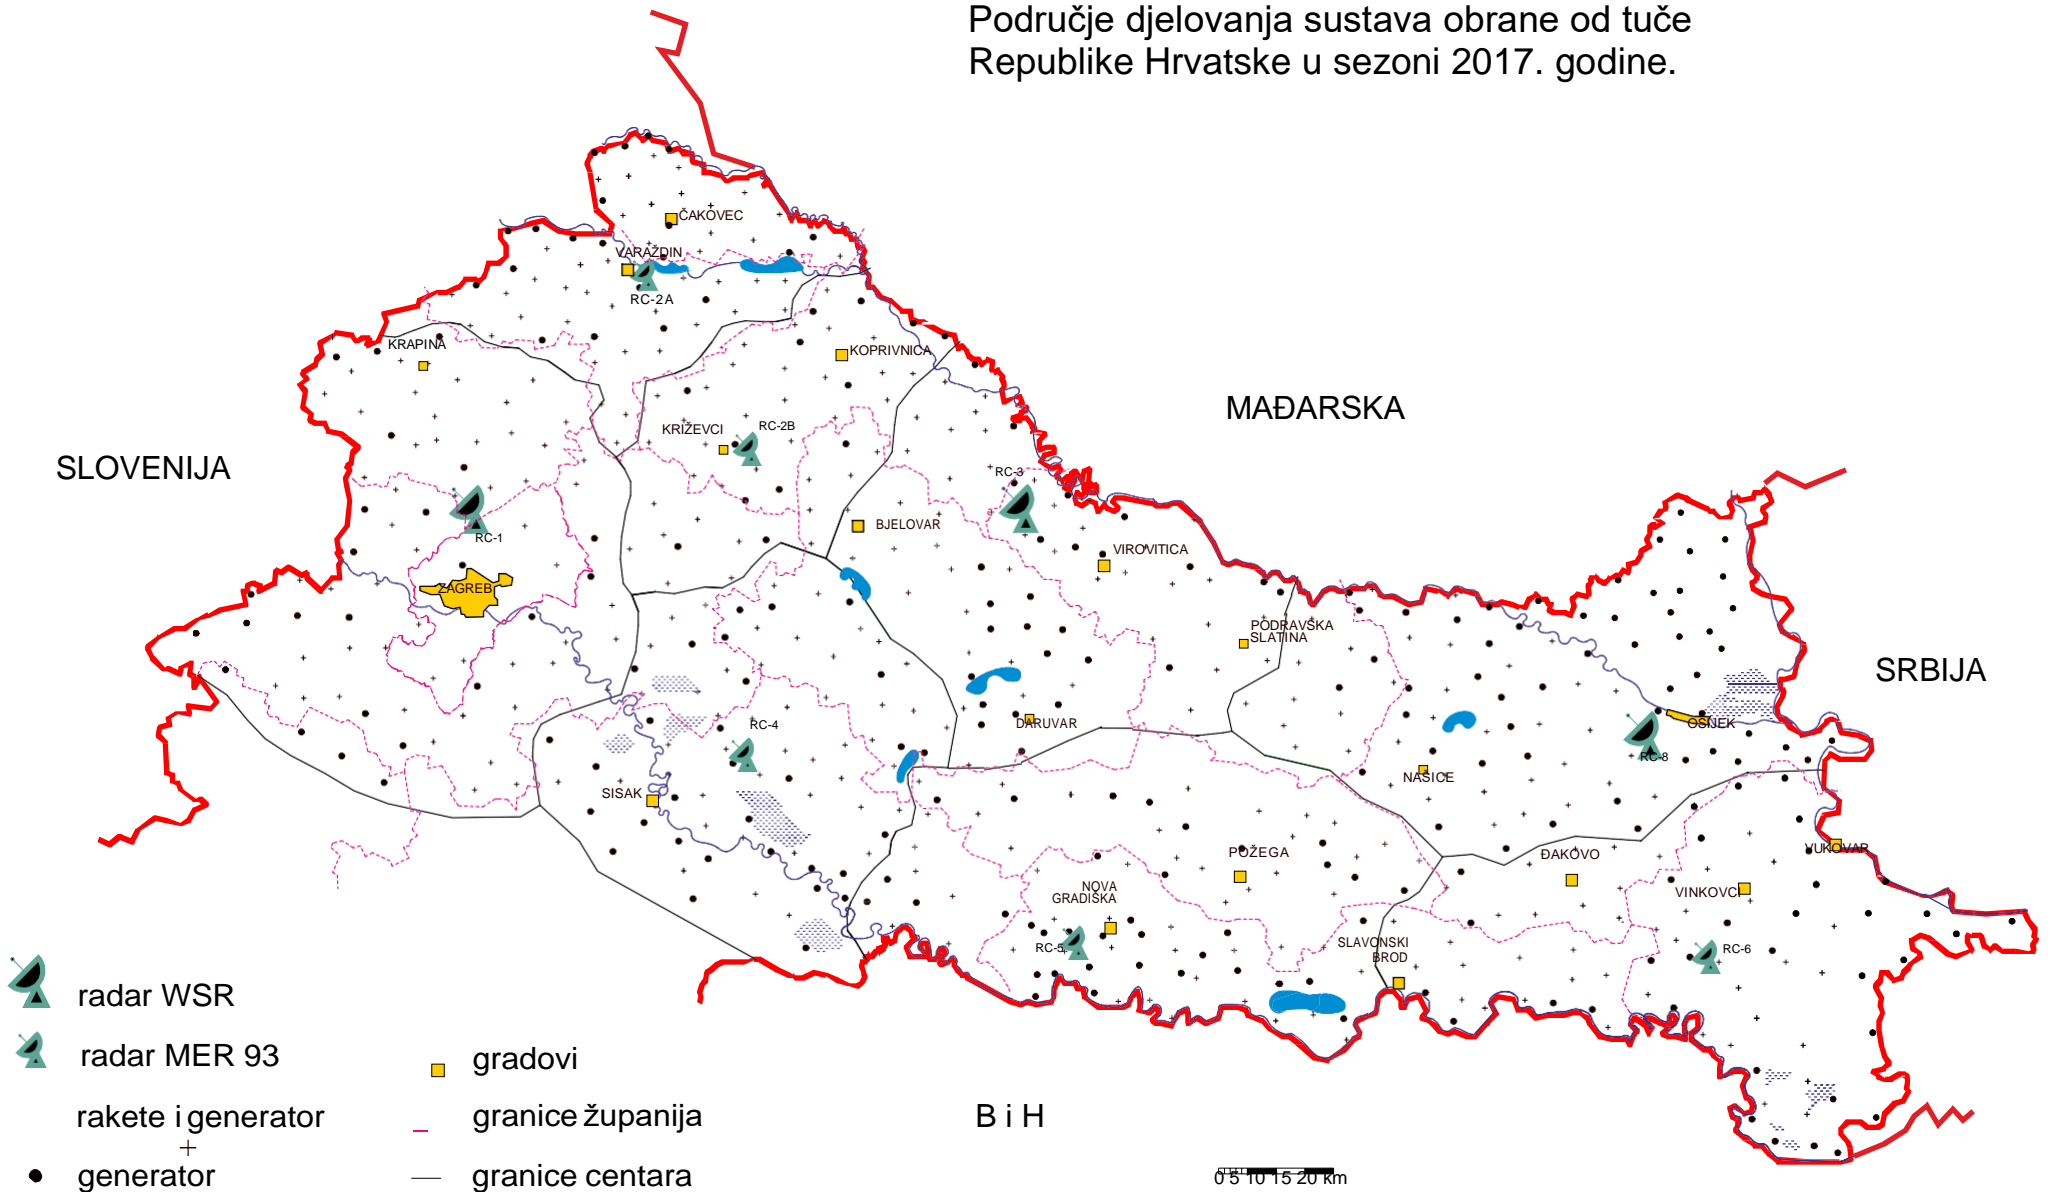 Područje djelovanja sustava obrane od tuče
Republike Hrvatske u sezoni 2017. godine.
ČAKOVEC
VARAŽDIN
RC-2A
KRAPINA
KOPRIVNICA
MAĐARSKA
KRIŽEVCI
RC-2B
SLOVENIJA
RC-3
RC-1
BJELOVAR
VIROVITICA
ZAGREB
PODRAVSKA
SLATINA
SRBIJA
RC-4
DARUVAR
OSIJEK
RC-8
NAŠICE
SISAK
POŽEGA
ĐAKOVO
VUKOVAR
NOVA
GRADIŠKA
VINKOVCI
RC-5
SLAVONSKI
BROD
RC-6
radar WSR
radar MER 93
rakete i generator
generator
gradovi
granice županija
granice centara
B i H
0 5 10 15 20 km